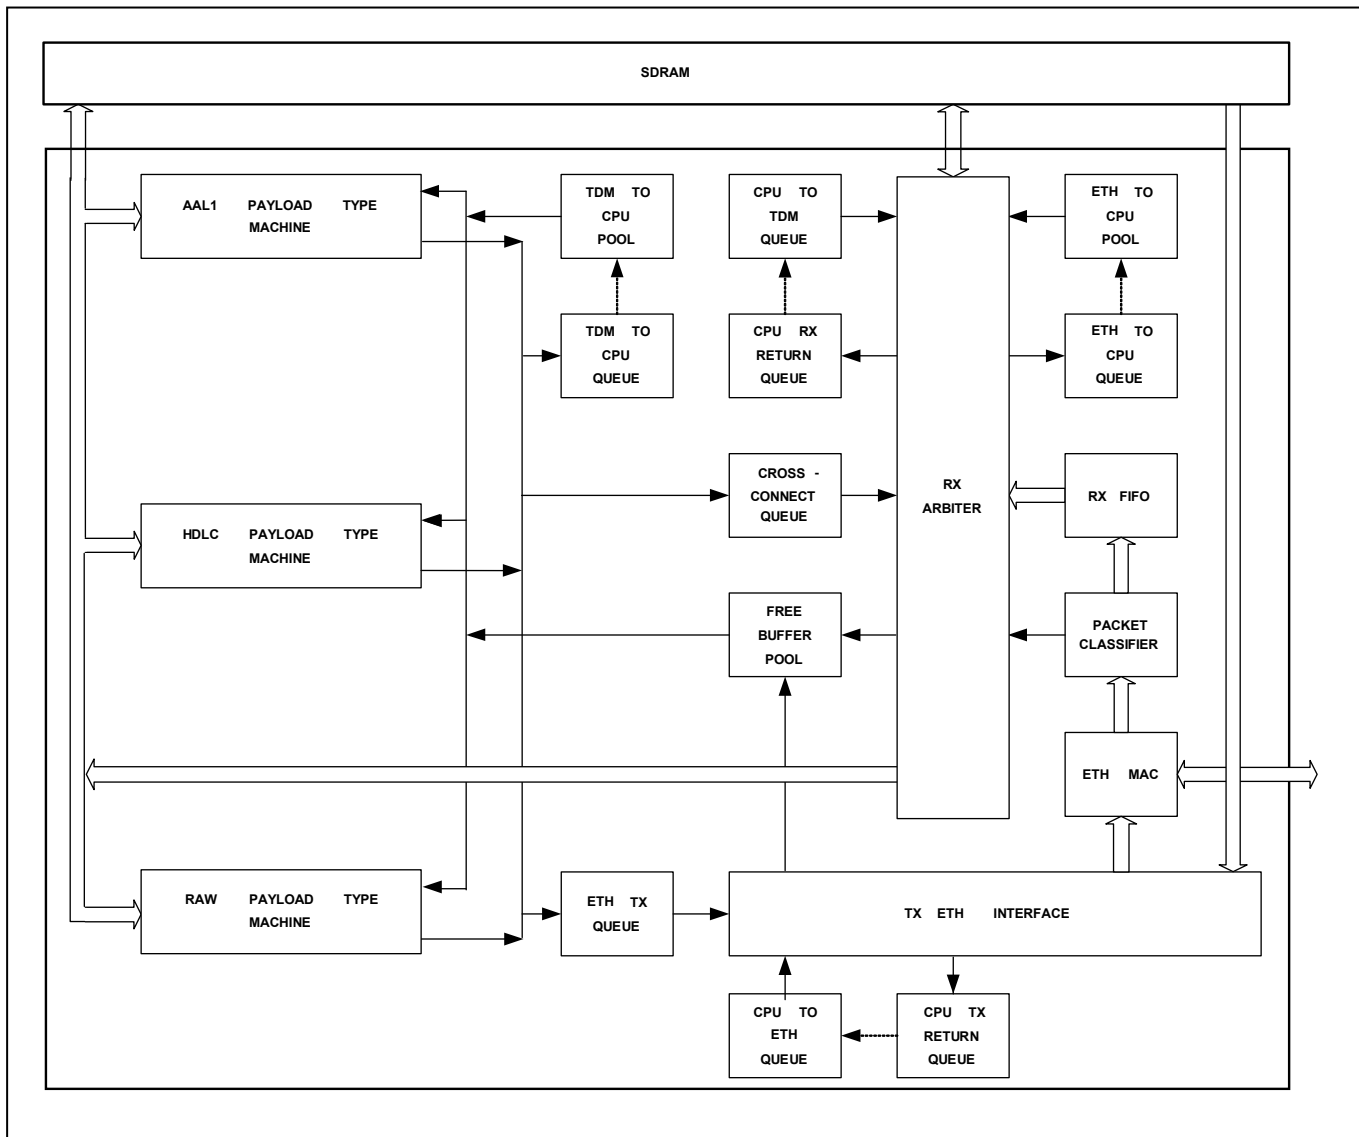 SDRAM
AAL1 PAYLOAD TYPE
MACHINE
TDM TO
CPU
POOL
CPU TO
TDM
QUEUE
ETH TO
CPU
POOL
TDM TO
CPU
QUEUE
CPU RX
RETURN
QUEUE
ETH TO
CPU
QUEUE
HDLC PAYLOAD TYPE
MACHINE
CROSS -
CONNECT
QUEUE
RX
ARBITER
RX FIFO
FREE
BUFFER
POOL
PACKET
CLASSIFIER
ETH MAC
RAW PAYLOAD TYPE
MACHINE
ETH TX
QUEUE
TX ETH INTERFACE
CPU TO
ETH
QUEUE
CPU TX
RETURN
QUEUE